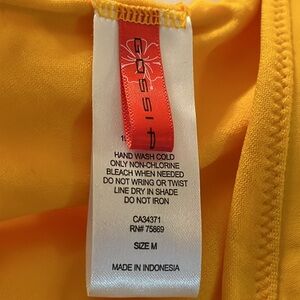 GOSSIP
HAND WASH COLD
ONLY NON-CHLORINE
BLEACH WHEN NEEDED
DO NOT WRING OR TWIST
LINE DRY IN SHADE
DO NOT IRON
CA34371
RN# 75869
SIZE M
MADE IN INDONESIA